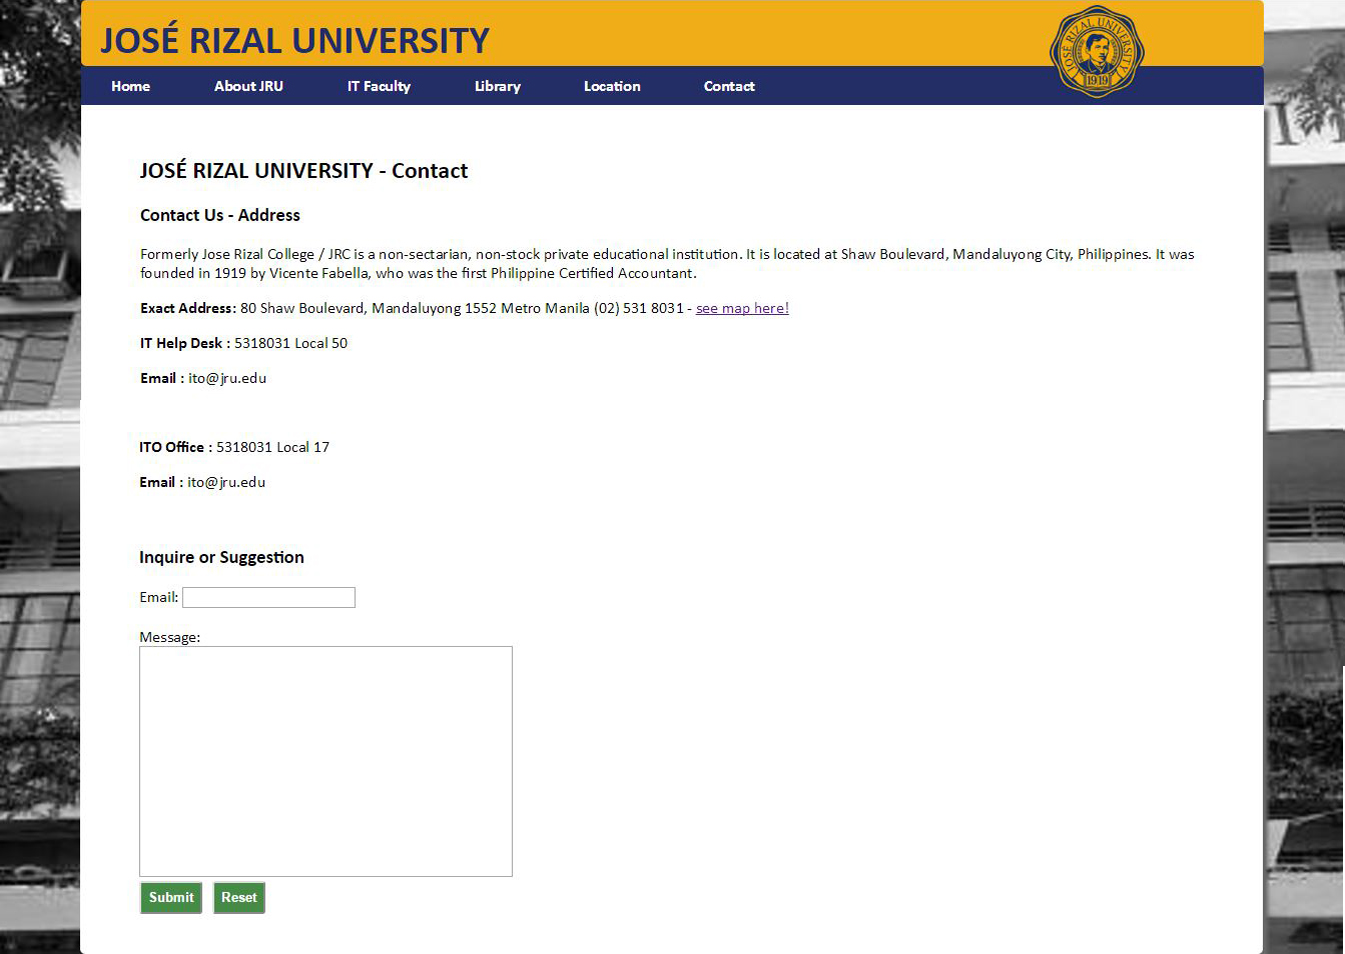 JOSÉ RIZAL UNIVERSITY
JOSÉ RIZAL UNIVERSITY
1919
Home About JRU IT Faculty Library Location Contact
JOSÉ RIZAL UNIVERSITY - Contact
Contact Us - Address
Formerly Jose Rizal College / JRC is a non-sectarian, non-stock private educational institution. It is located at Shaw Boulevard, Mandaluyong City, Philippines. It was
founded in 1919 by Vicente Fabella, who was the first Philippine Certified Accountant.
Exact Address: 80 Shaw Boulevard, Mandaluyong 1552 Metro Manila (02) 531 8031 - see map here!
IT Help Desk : 5318031 Local 50
Email : ito@jru.edu
ITO Office : 5318031 Local 17
Email : ito@jru.edu
Inquire or Suggestion
Email:
Message:
Submit Reset